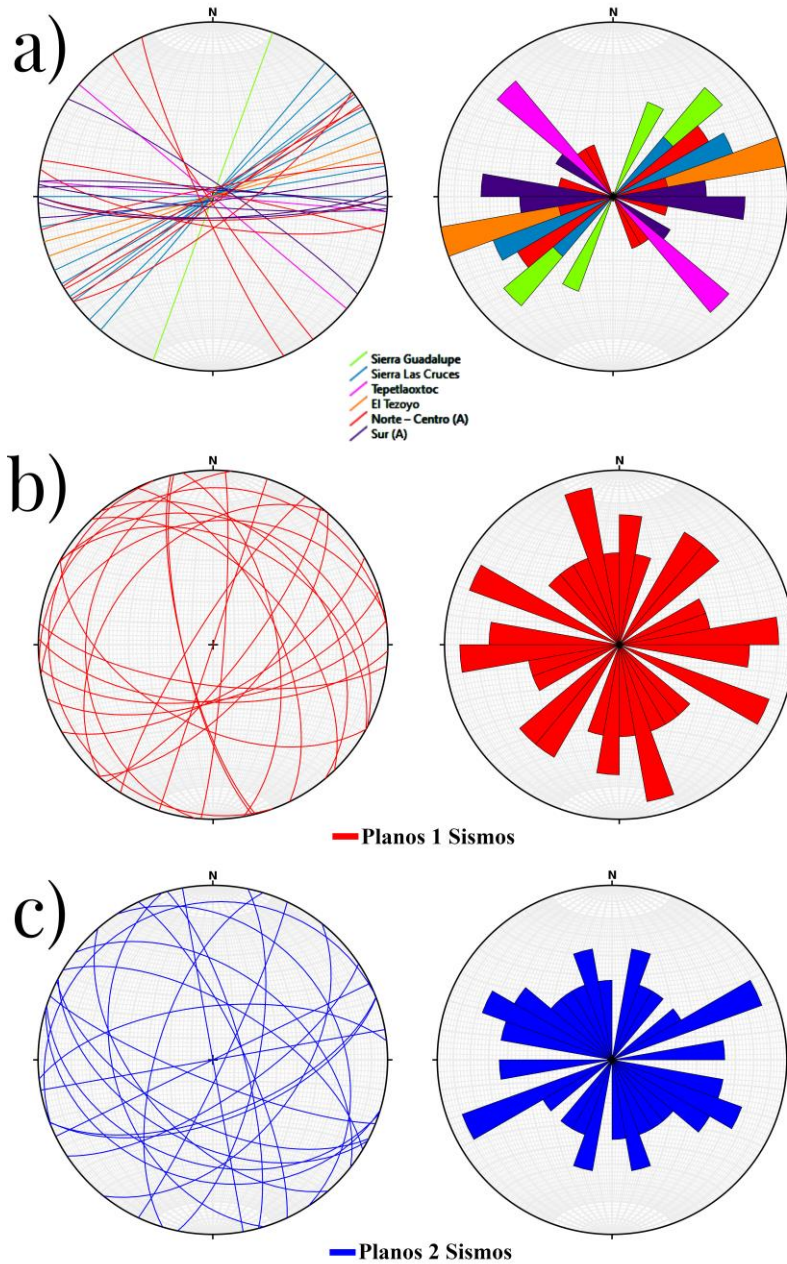 a)
N
N
Sierra Guadalupe
Sierra Las Cruces
Tepetlaoxtoc
El Tezoyo
Norte – Centro (A)
Sur (A)
b)
N
N
Planos 1 Sismos
c)
N
N
Planos 2 Sismos